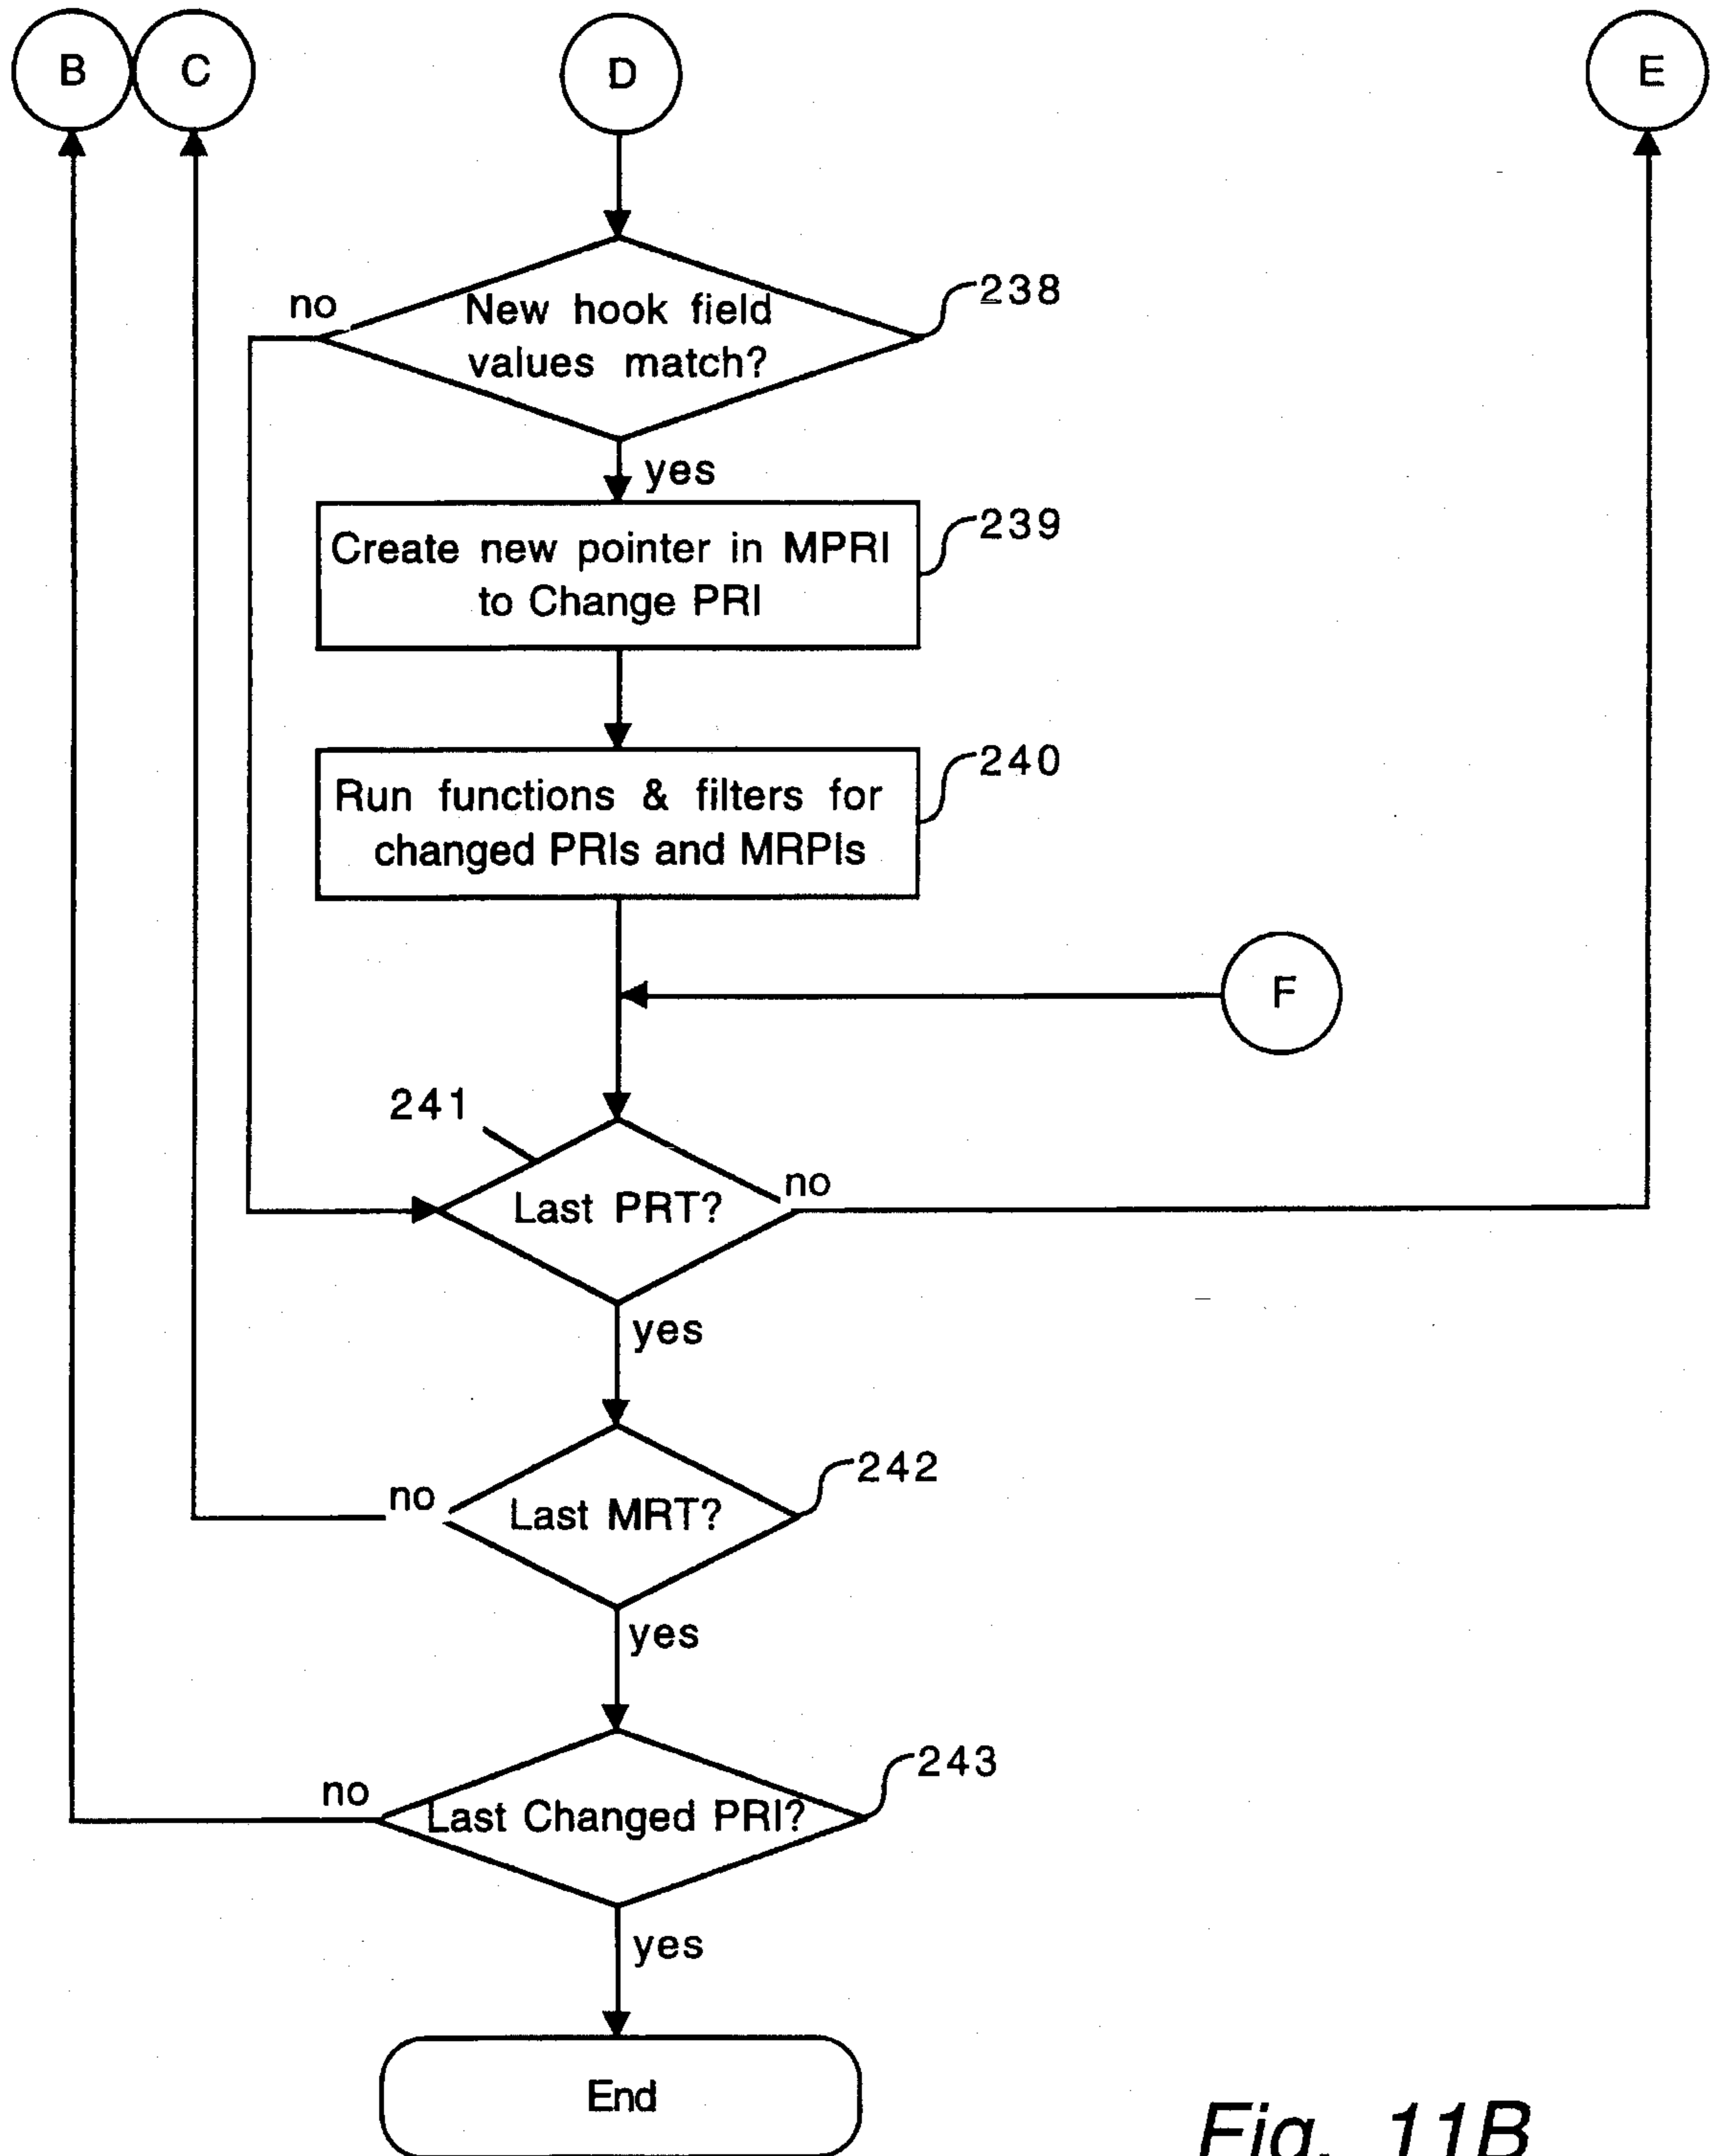 B
C
D
E
no
New hook field
values match?
238
yes
Create new pointer in MPRI
to Change PRI
239
Run functions & filters for
changed PRIs and MRPIs
240
F
241
Last PRT?
no
yes
no
Last MRT?
242
yes
no
Last Changed PRI?
243
yes
End
Fig. 11B